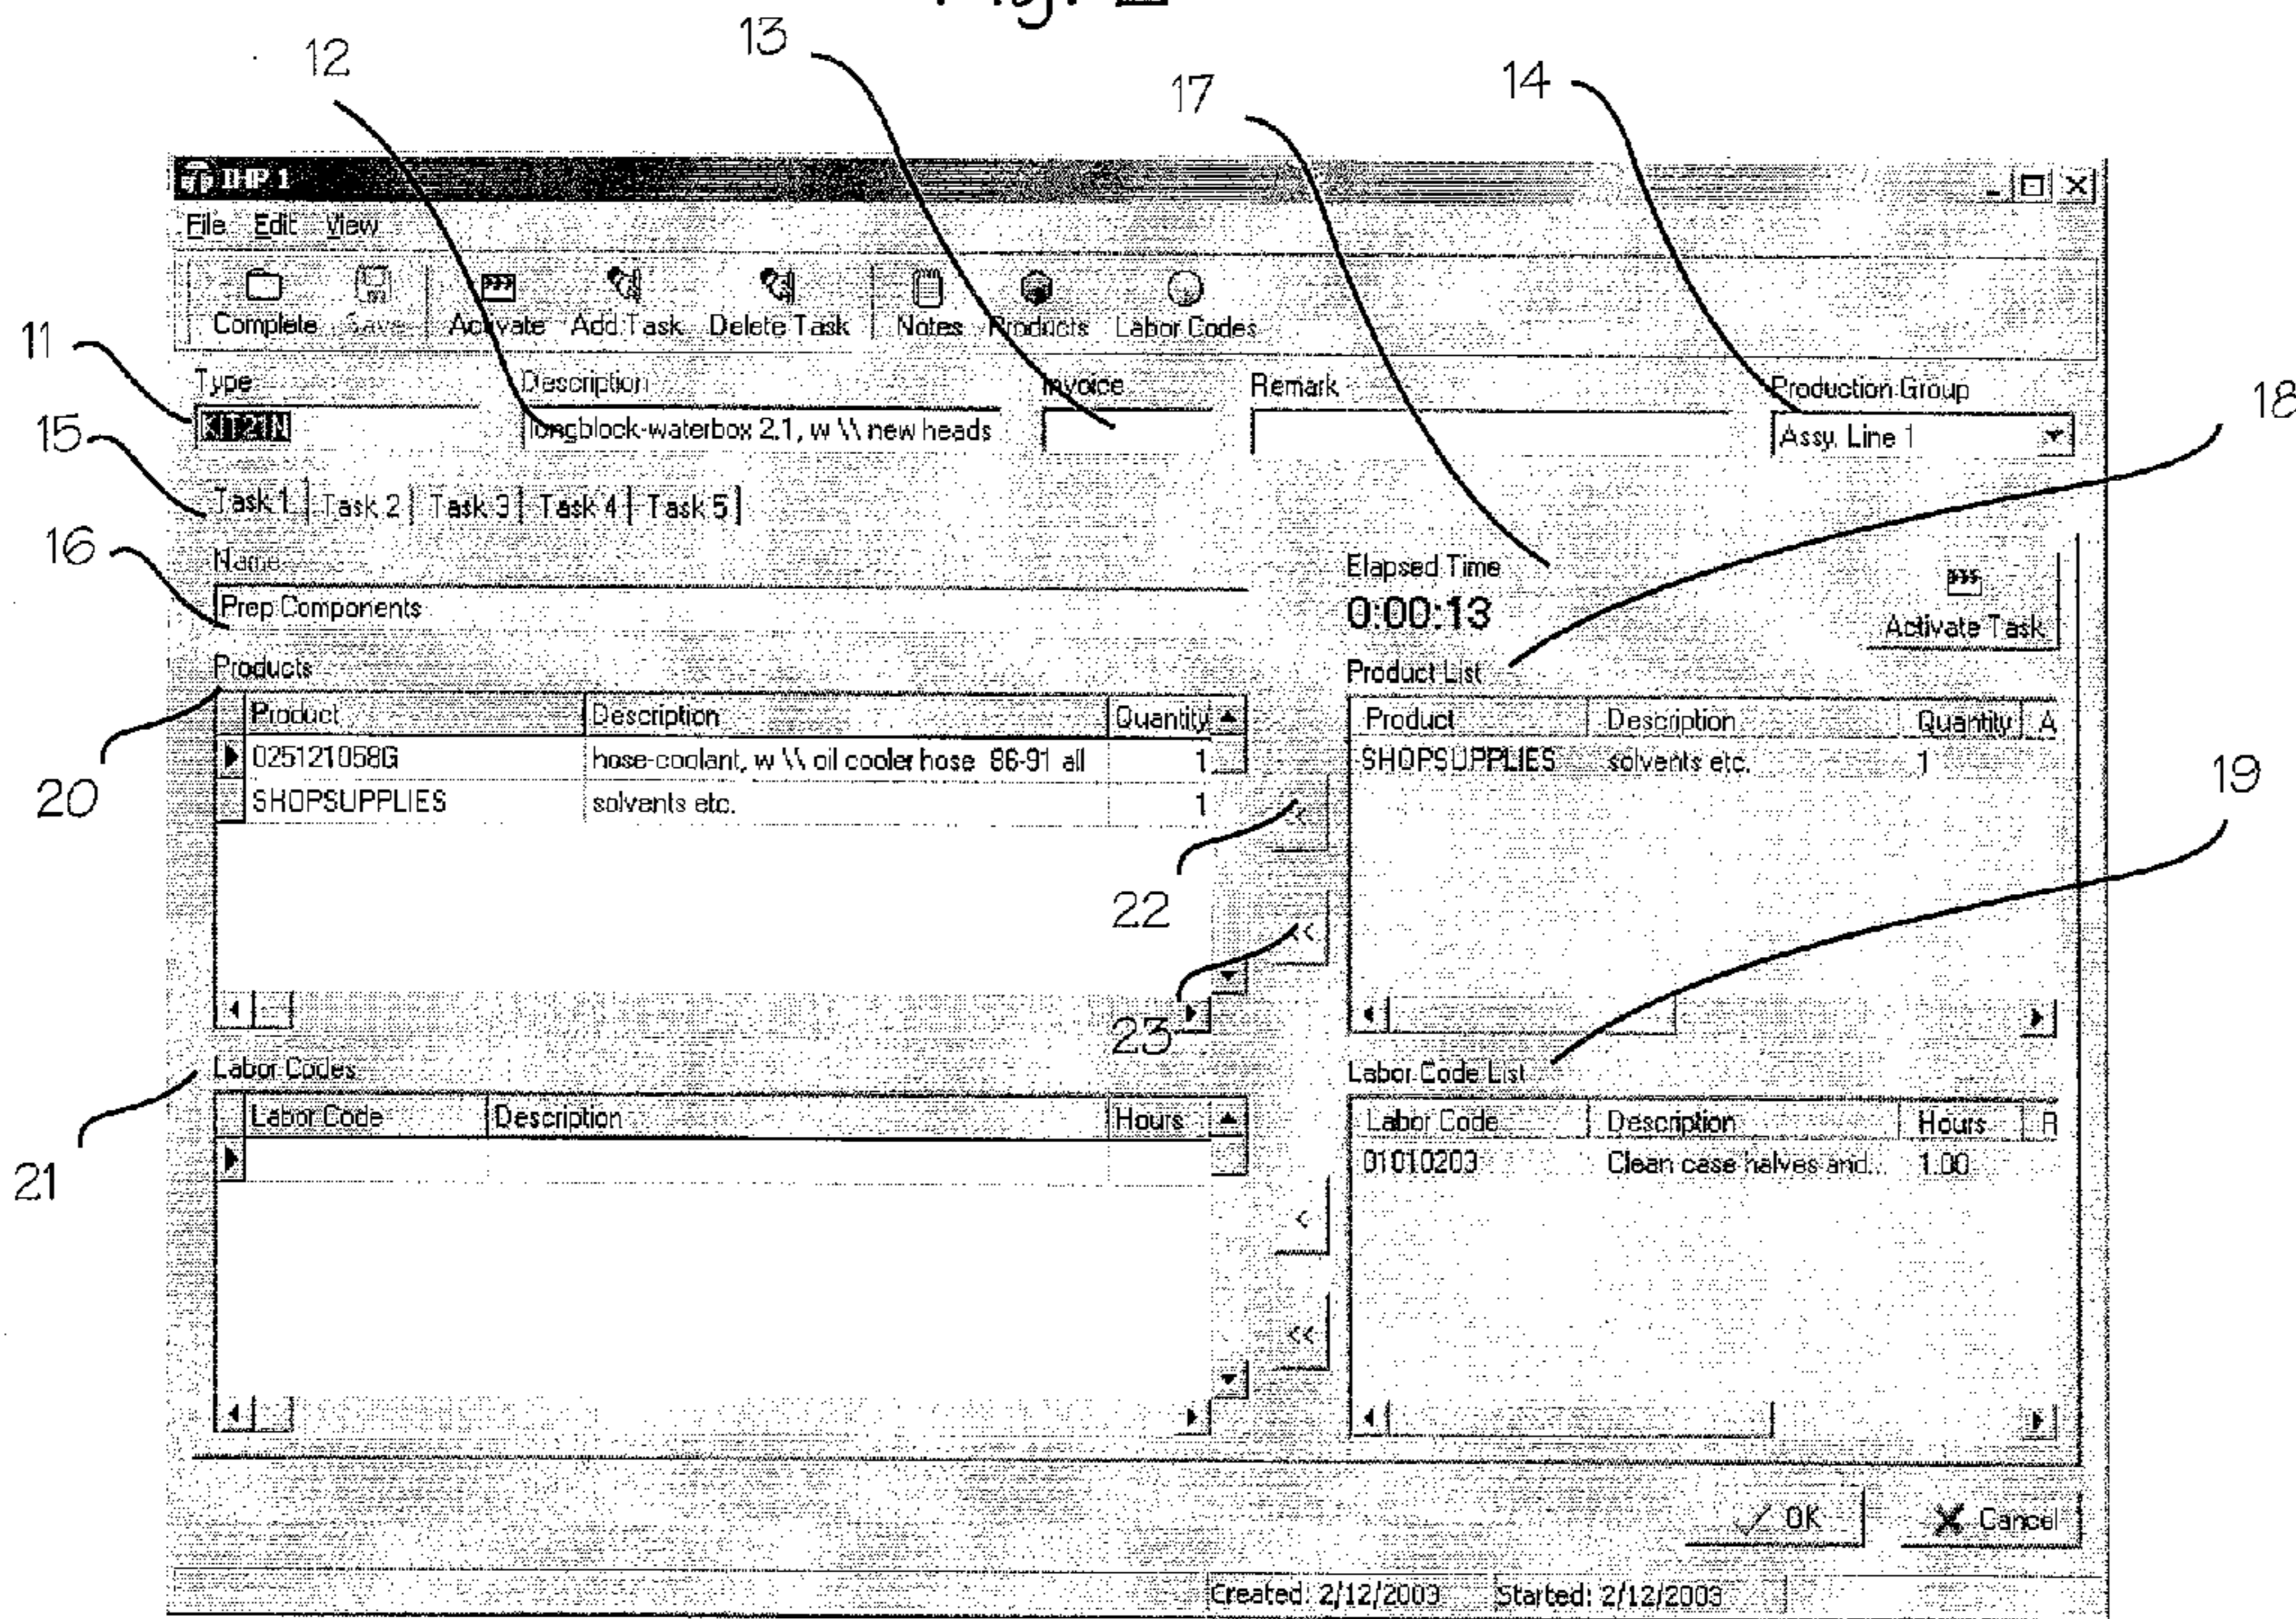 Fig. 2
13
12
17
14
IHP 1
File Edit View
Complete Save Activate Add Task Delete Task Notes Products Labor Codes
11
Type Description Invoice Remark Production Group
18
KIT21N longblock-waterbox 2.1, w \\ new heads Assy. Line 1
15
Task 1 Task 2 Task 3 Task 4 Task 5
16
Name Elapsed Time
Prep Components 0:00:13 Activate Task
Products Product List
Product Description Quantity Product Description Quantity A
025121058G hose-coolant, w \\ oil cooler hose 86-91 all 1 SHOPSUPPLIES solvents etc. 1
20
SHOPSUPPLIES solvents etc. 1
<
19
22
<<
23
Labor Codes Labor Code List
Labor Code Description Hours Labor Code Description Hours R
21
01010203 Clean case halves and... 1.00
<
<<
OK Cancel
Created: 2/12/2003 Started: 2/12/2003